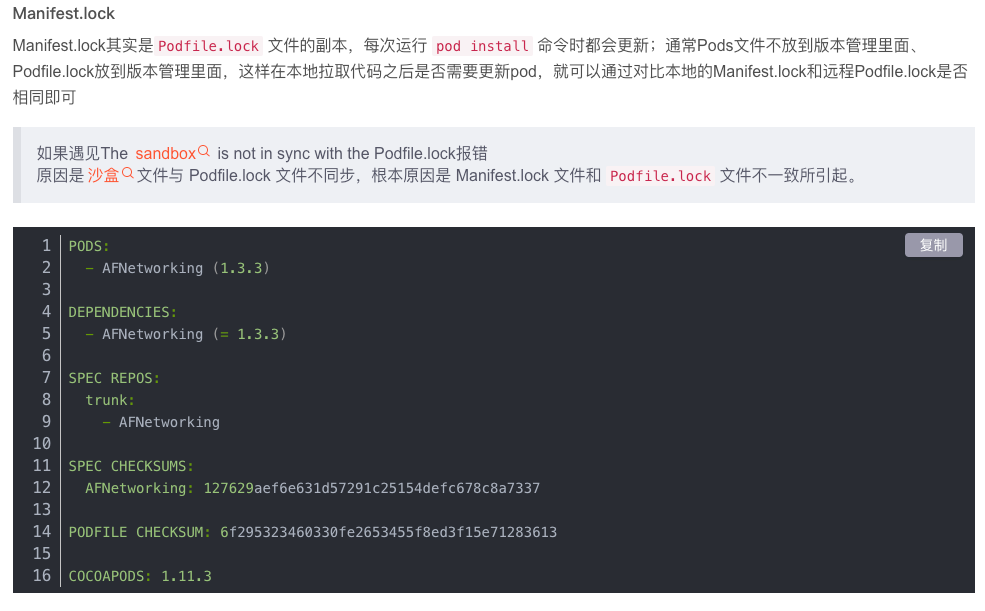 Manifest.lock
Manifest.lock其实是 Podfile.lock 文件的副本，每次运行 pod install 命令时都会更新；通常Pods文件不放到版本管理里面、
Podfile.lock放到版本管理里面，这样在本地拉取代码之后是否需要更新pod，就可以通过对比本地的Manifest.lock和远程Podfile.lock是否
相同即可
如果遇见The sandbox is not in sync with the Podfile.lock报错
原因是 沙盒 文件与 Podfile.lock 文件不同步，根本原因是 Manifest.lock 文件和 Podfile.lock 文件不一致所引起。
复制
1 PODS:
2 - AFNetworking (1.3.3)
3
4 DEPENDENCIES:
5 - AFNetworking (= 1.3.3)
6
7 SPEC REPOS:
8 trunk:
9 - AFNetworking
10
11 SPEC CHECKSUMS:
12 AFNetworking: 127629aef6e631d57291c25154defc678c8a7337
13
14 PODFILE CHECKSUM: 6f295323460330fe2653455f8ed3f15e71283613
15
16 COCOAPODS: 1.11.3